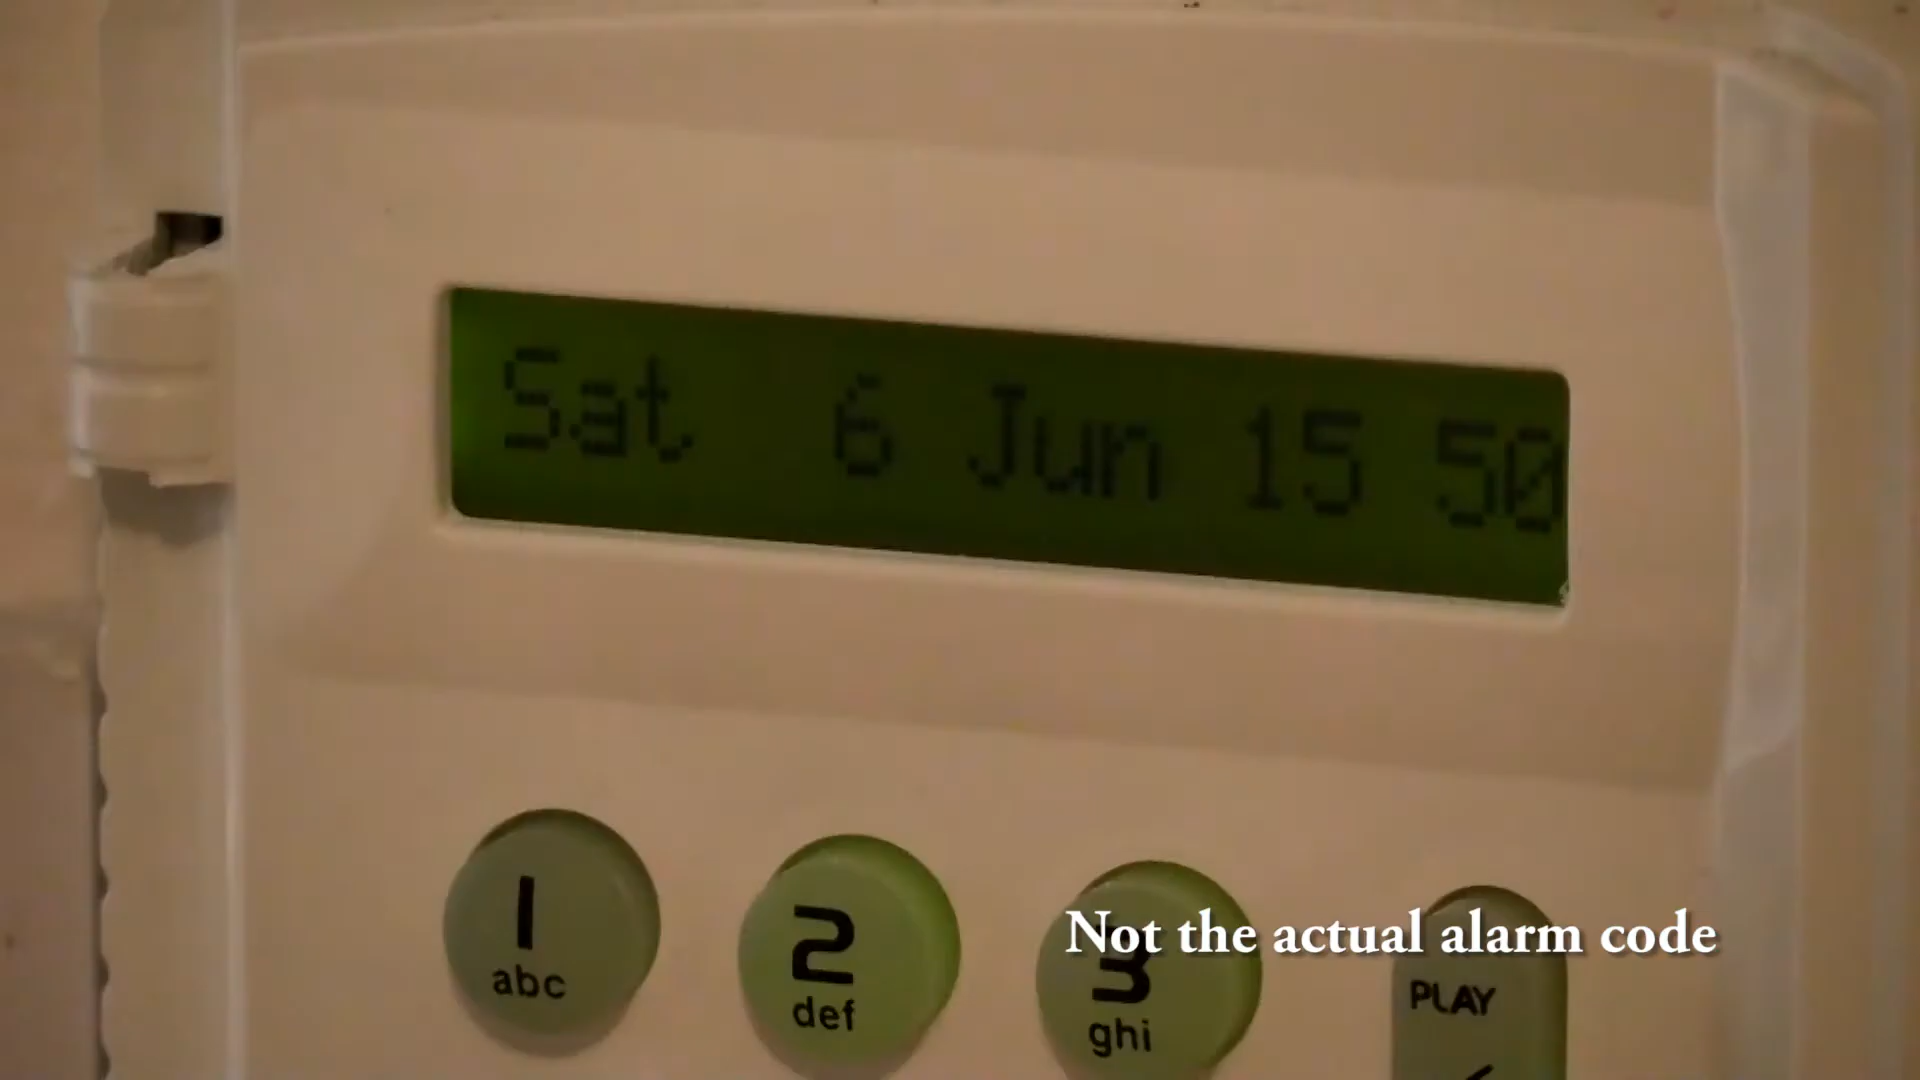 Sat 6 Jun 15 50
1 2 3
abc def ghi
Not the actual alarm code
PLAY